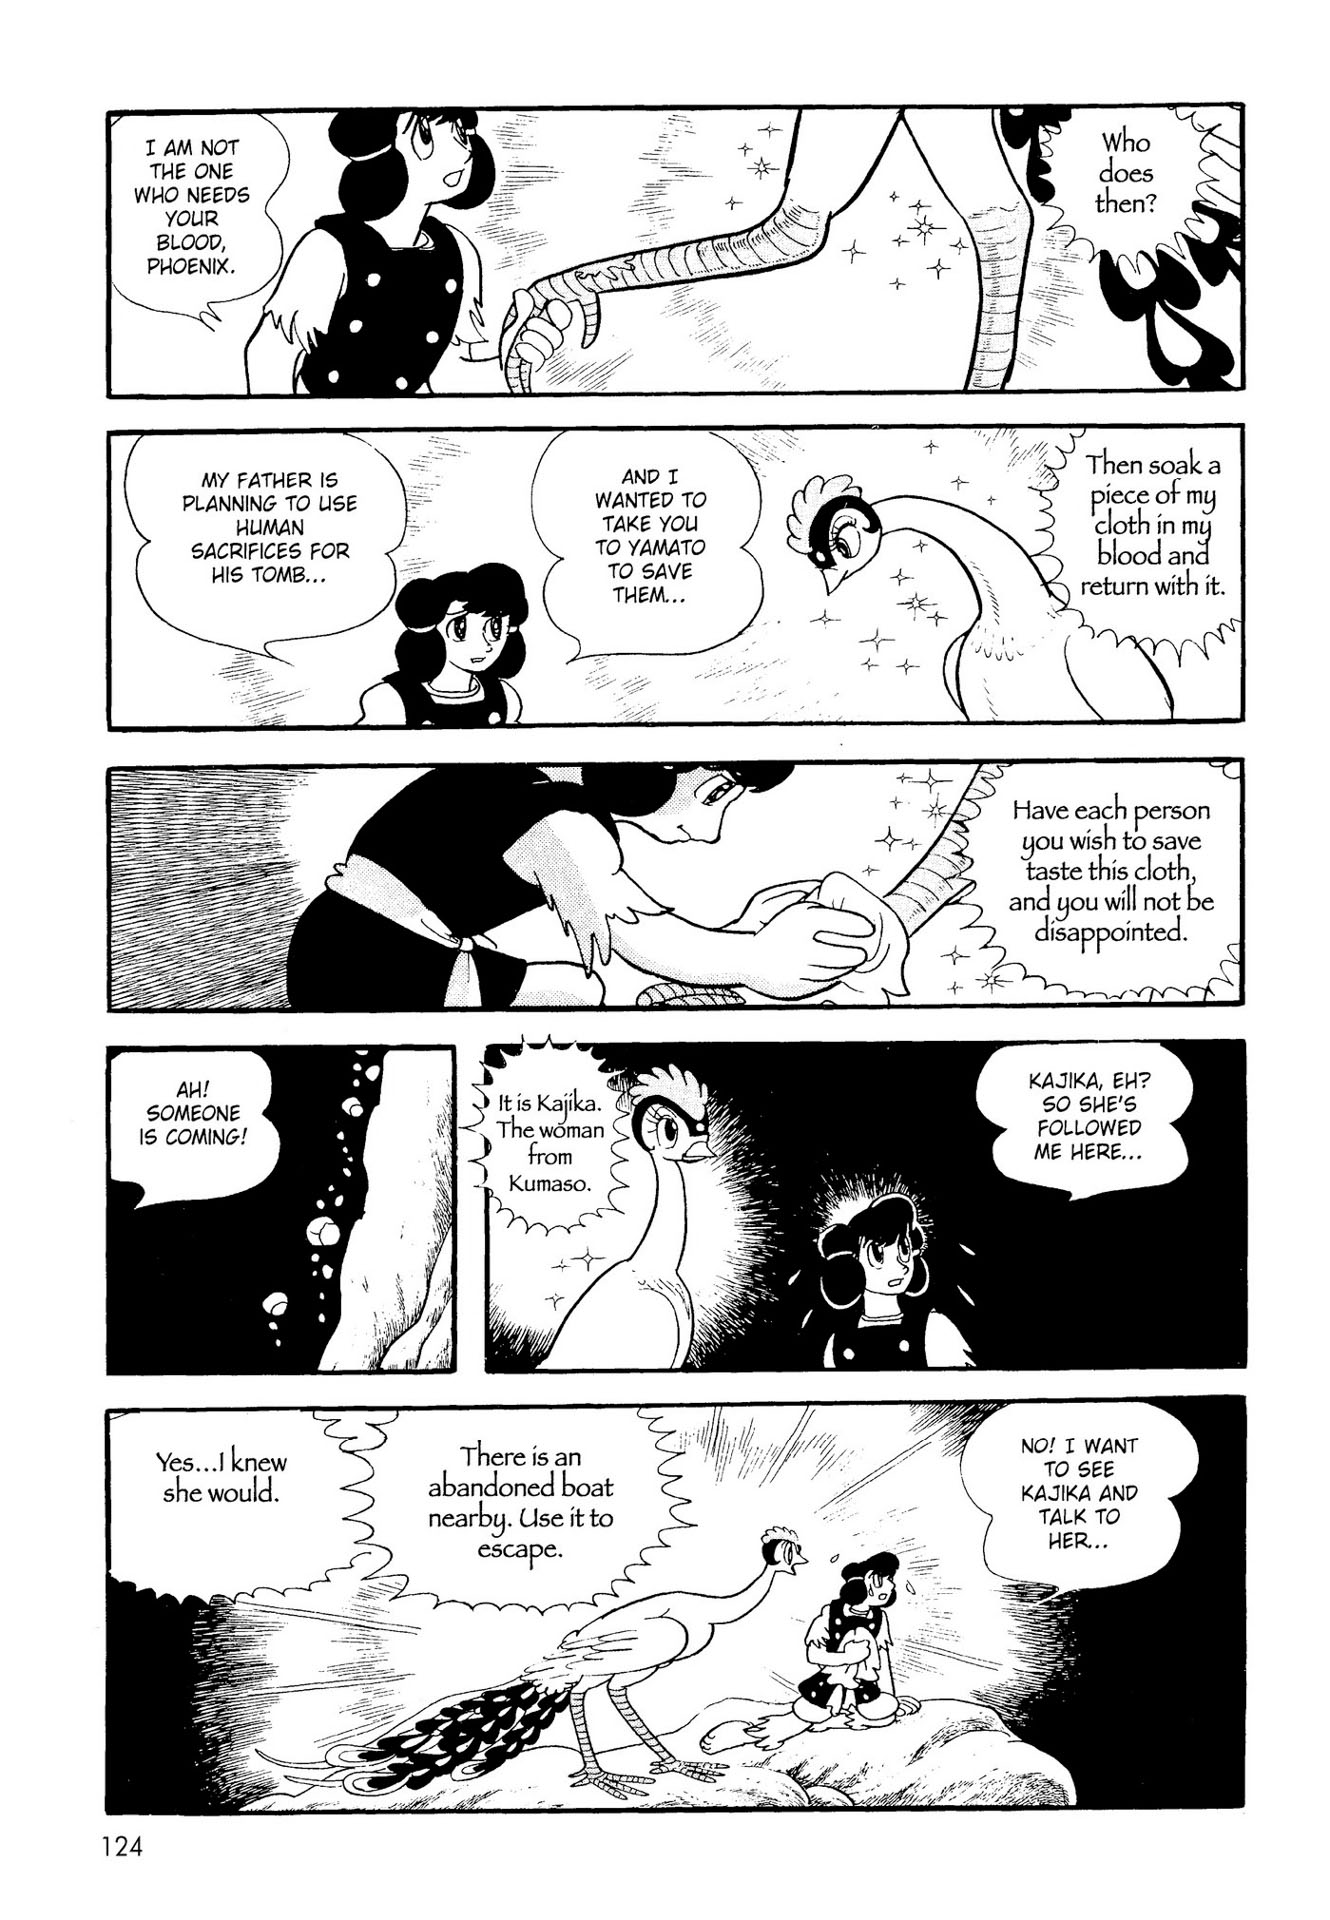 I AM NOT
THE ONE
WHO NEEDS
YOUR
BLOOD,
PHOENIX.
Who
does
then?
MY FATHER IS
PLANNING TO USE
HUMAN
SACRIFICES FOR
HIS TOMB...
AND I
WANTED TO
TAKE YOU
TO YAMATO
TO SAVE
THEM...
Then soak a
piece of my
cloth in my
blood and
return with it.
Have each person
you wish to save
taste this cloth,
and you will not be
disappointed.
AH!
SOMEONE
IS COMING!
It is Kajika.
The woman
from
Kumaso.
KAJIKA, EH?
SO SHE'S
FOLLOWED
ME HERE...
Yes...I knew
she would.
There is an
abandoned boat
nearby. Use it to
escape.
NO! I WANT
TO SEE
KAJIKA AND
TALK TO
HER...
124